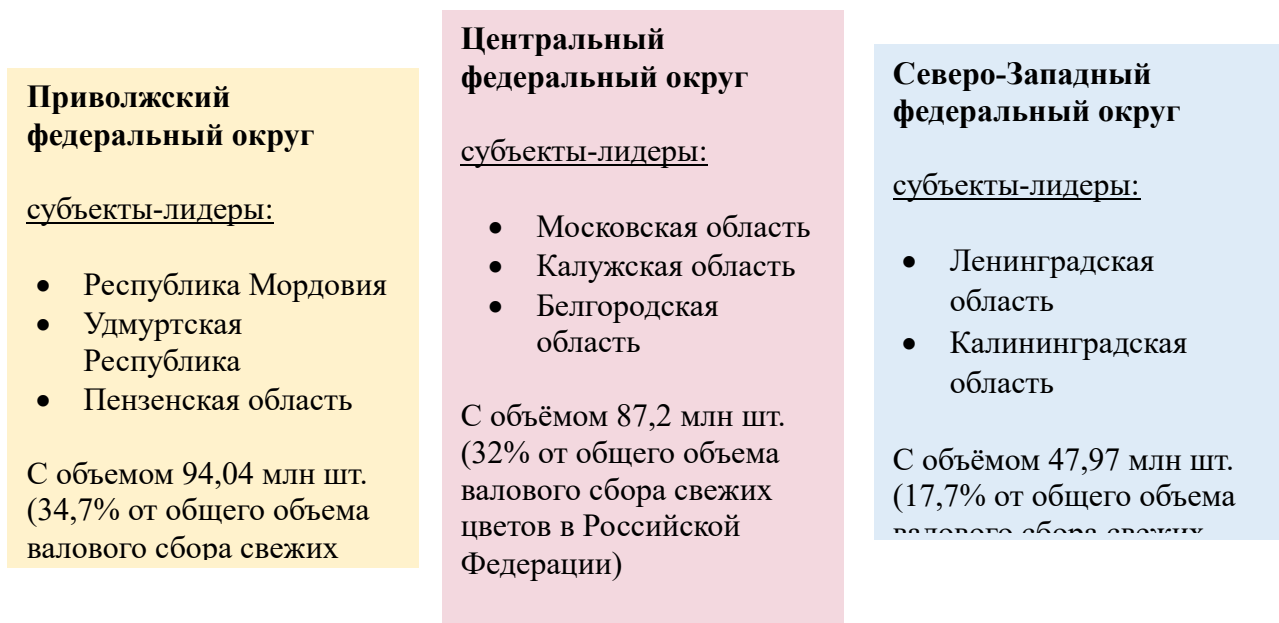 Приволжский
федеральный округ
субъекты-лидеры:
• Республика Мордовия
• Удмуртская
Республика
• Пензенская область
С объемом 94,04 млн шт.
(34,7% от общего объема
валового сбора свежих
Центральный
федеральный округ
субъекты-лидеры:
• Московская область
• Калужская область
• Белгородская
область
С объёмом 87,2 млн шт.
(32% от общего объема
валового сбора свежих
цветов в Российской
Федерации)
Северо-Западный
федеральный округ
субъекты-лидеры:
• Ленинградская
область
• Калининградская
область
С объёмом 47,97 млн шт.
(17,7% от общего объема
валового сбора свежих